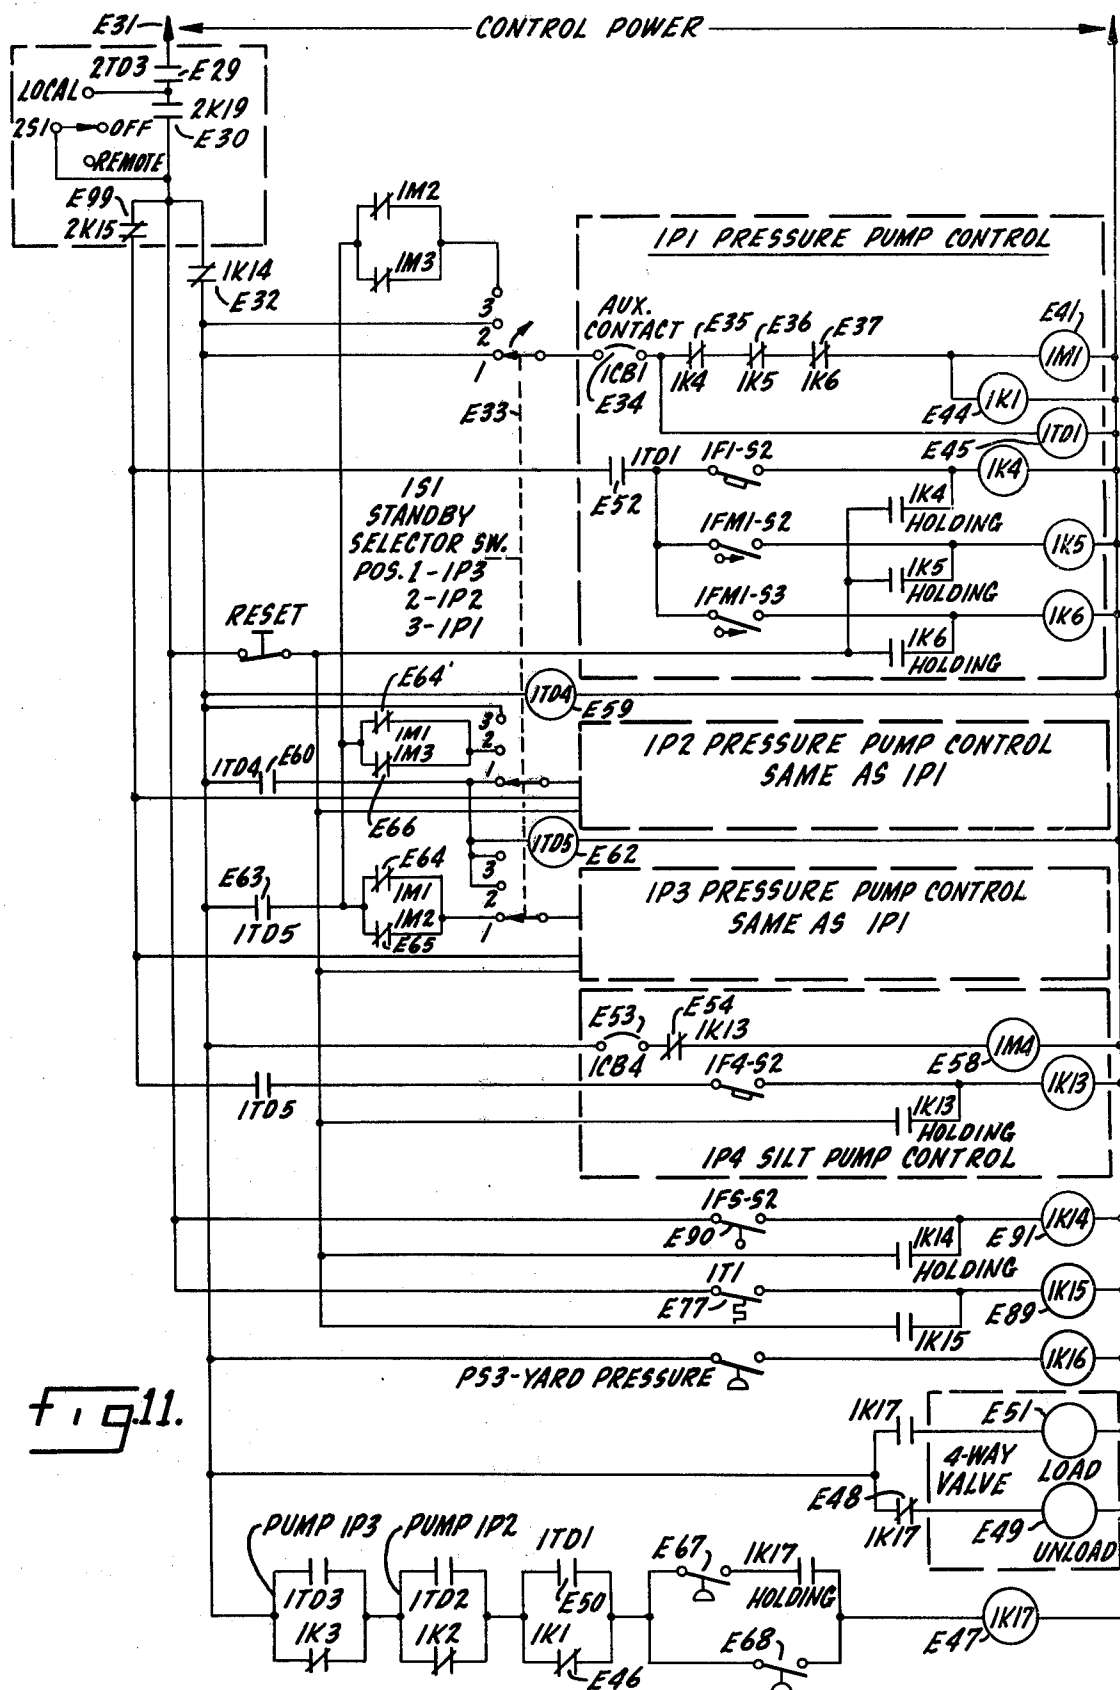 E31
CONTROL POWER
2TD3
E29
LOCAL
2K19
2S1
OFF
E30
REMOTE
E99
2K15
1M2
1K14
E32
1M3
3
2
1
E33
1P1 PRESSURE PUMP CONTROL
AUX.
CONTACT
E35
E36
E37
E41
1CB1
1K4
1K5
1K6
1M1
E34
E44
1K1
E45
1TD1
1TD1
1F1-S2
1K4
E52
1K4
HOLDING
1S1
STANDBY
SELECTOR SW.
POS. 1-1P3
2-1P2
3-1P1
1FM1-S2
1K5
1K5
HOLDING
1FM1-S3
1K6
1K6
HOLDING
RESET
E64'
1TD4
E59
3
1M1
2
1TD4
E60
1M3
1
1P2 PRESSURE PUMP CONTROL
SAME AS 1P1
E66
1TD5
E62
E64
3
E63
1M1
2
1TD5
1M2
1
E65
1P3 PRESSURE PUMP CONTROL
SAME AS 1P1
E53
E54
1K13
1CB4
E58
1M4
1TD5
1F4-S2
1K13
1K13
HOLDING
1P4 SILT PUMP CONTROL
1FS-S2
E90
1K14
HOLDING
E91
1K14
1T1
E77
1K15
E89
1K15
PS3-YARD PRESSURE
1K16
fig.11.
1K17
E51
4-WAY
VALVE
LOAD
E48
1K17
E49
UNLOAD
PUMP 1P3
PUMP 1P2
1TD1
E67
1K17
HOLDING
1TD3
1TD2
E50
1K3
1K2
1K1
E46
E68
E47
1K17